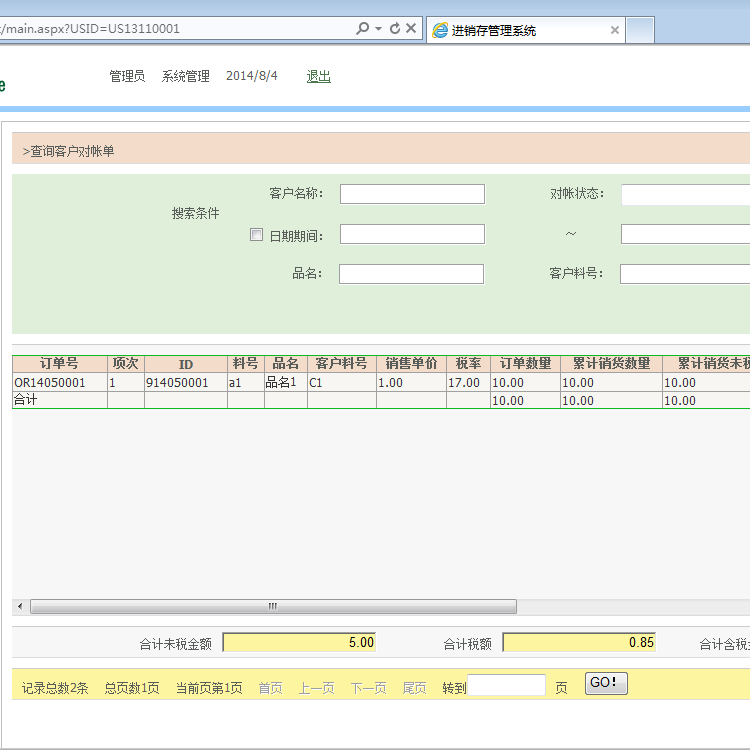 /main.aspx?USID=US13110001
进销存管理系统
e
管理员 系统管理 2014/8/4 退出
>查询客户对帐单
客户名称： 对帐状态：
搜索条件
日期期间： ～
品名： 客户料号：
订单号 项次 ID 料号 品名 客户料号 销售单价 税率 订单数量 累计销货数量 累计销货未税
OR14050001 1 914050001 a1 品名1 C1 1.00 17.00 10.00 10.00 10.00
合计 10.00 10.00 10.00
合计未税金额 5.00 合计税额 0.85 合计含税
记录总数2条 总页数1页 当前页第1页 首页 上一页 下一页 尾页 转到 页 GO!